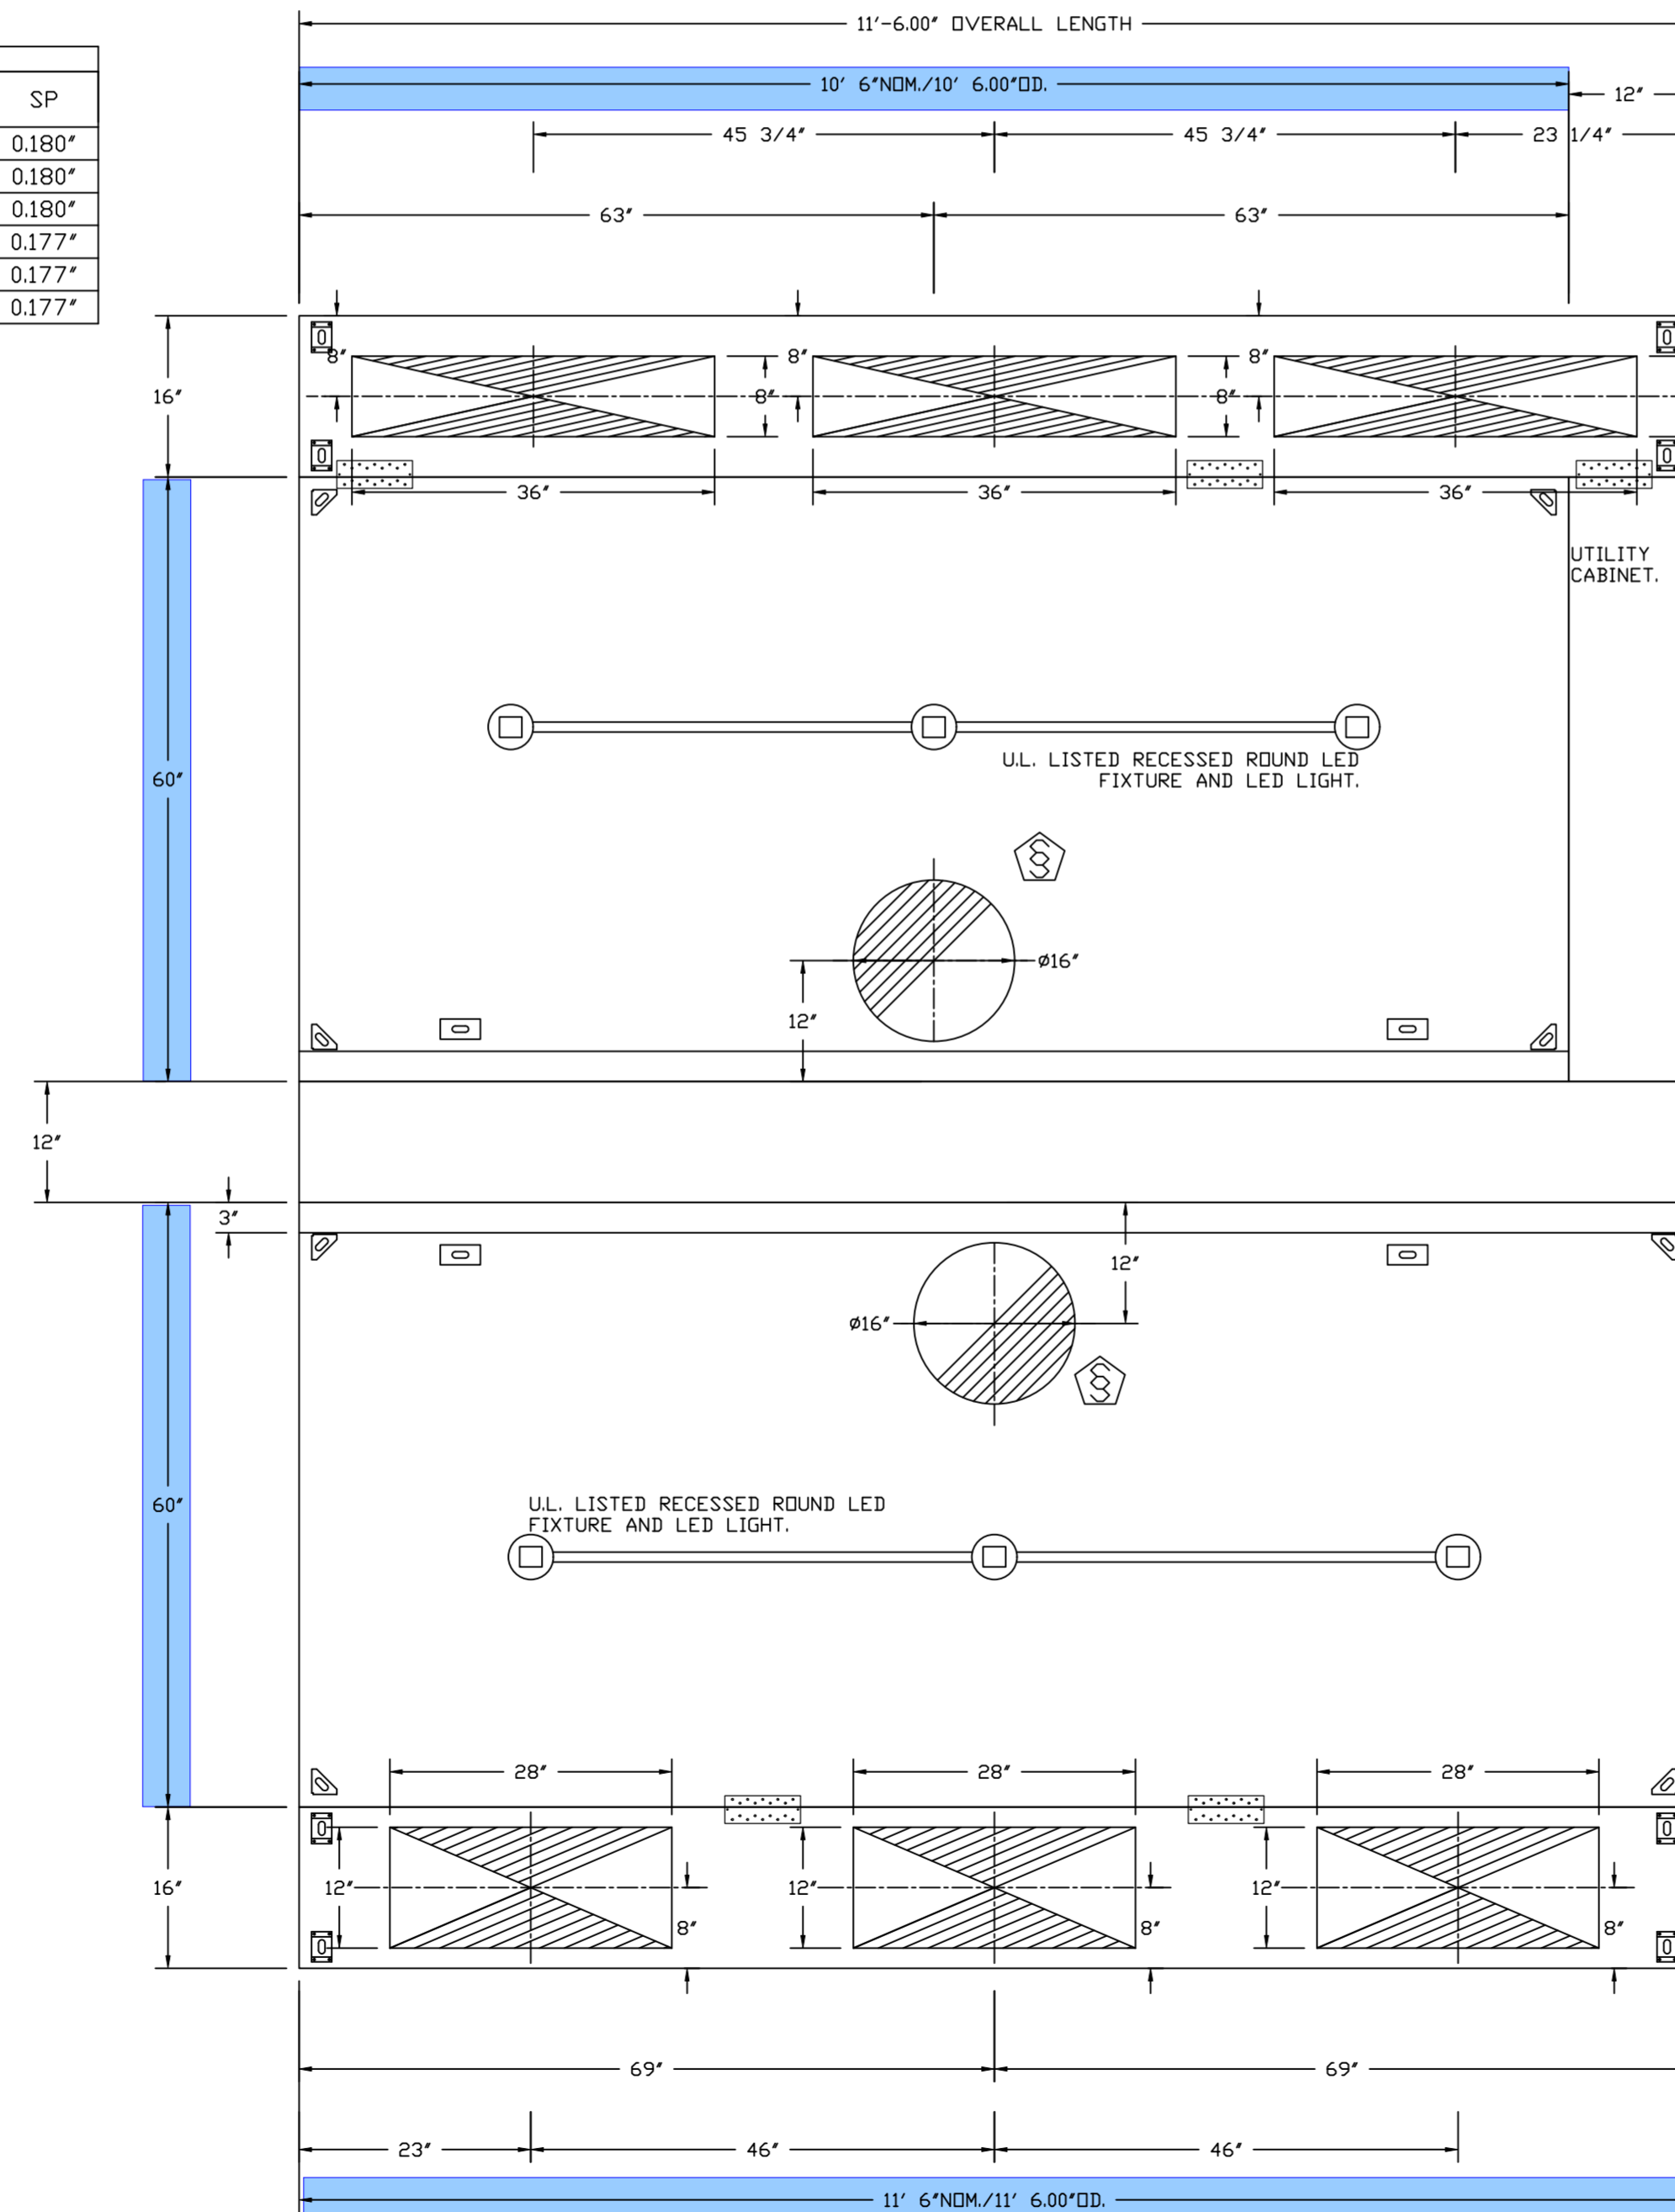 11'-6.00" OVERALL LENGTH
SP
0.180"
0.180"
0.180"
0.177"
0.177"
0.177"
10' 6"NOM./10' 6.00"OD.
12"
45 3/4" 45 3/4" 23 1/4"
63" 63"
8" 8" 8"
16" 8" 8"
36" 36" 36"
UTILITY
CABINET.
U.L. LISTED RECESSED ROUND LED
FIXTURE AND LED LIGHT.
60"
ø16"
12"
12"
3"
12"
ø16"
U.L. LISTED RECESSED ROUND LED
FIXTURE AND LED LIGHT.
60"
28" 28" 28"
16" 12" 12" 12"
8" 8" 8"
69" 69"
23" 46" 46"
11' 6"NOM./11' 6.00"OD.